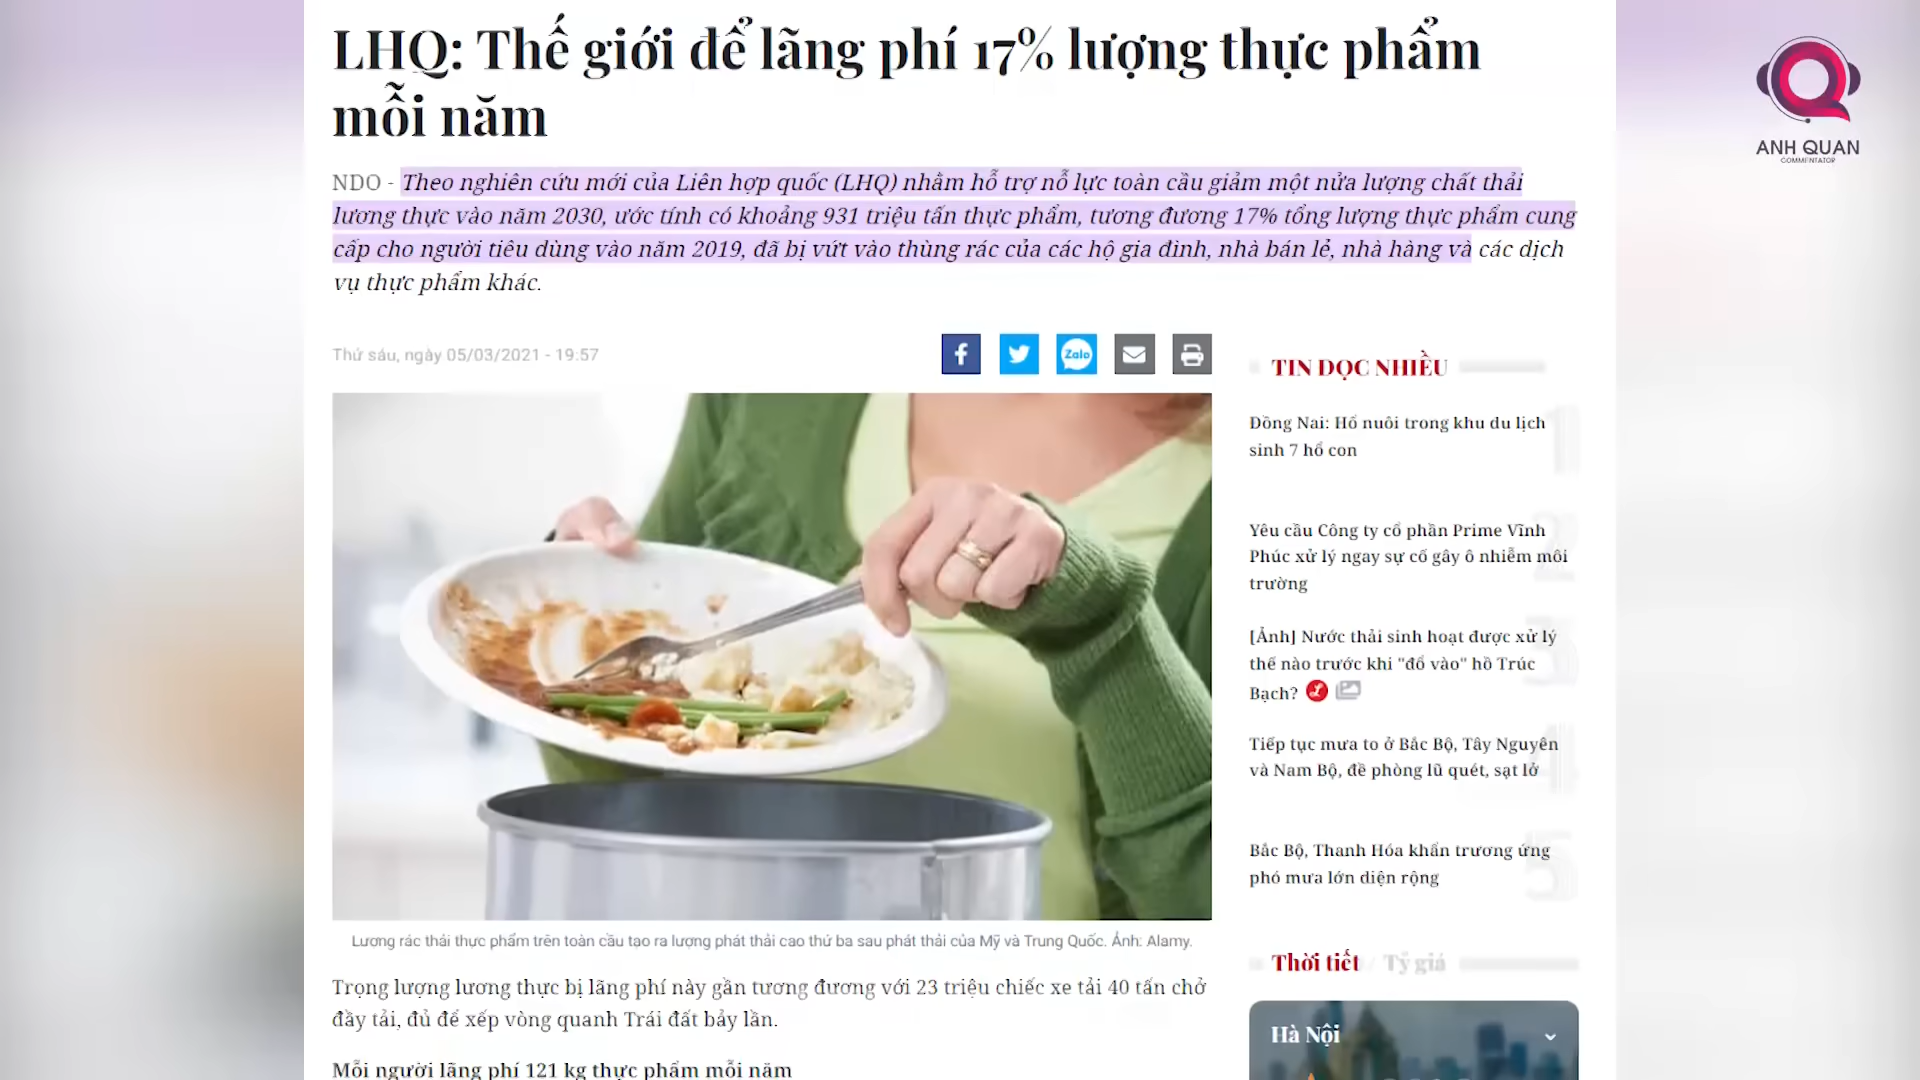 LHQ: Thế giới để lãng phí 17% lượng thực phẩm
mỗi năm
NDO - Theo nghiên cứu mới của Liên hợp quốc (LHQ) nhằm hỗ trợ nỗ lực toàn cầu giảm một nửa lượng chất thải
lương thực vào năm 2030, ước tính có khoảng 931 triệu tấn thực phẩm, tương đương 17% tổng lượng thực phẩm cung
cấp cho người tiêu dùng vào năm 2019, đã bị vứt vào thùng rác của các hộ gia đình, nhà bán lẻ, nhà hàng và các dịch
vụ thực phẩm khác.
Thứ sáu, ngày 05/03/2021 - 19:57
Zalo
Lương rác thải thực phẩm trên toàn cầu tạo ra lượng phát thải cao thứ ba sau phát thải của Mỹ và Trung Quốc. Ảnh: Alamy.
Trọng lượng lương thực bị lãng phí này gần tương đương với 23 triệu chiếc xe tải 40 tấn chở
đầy tải, đủ để xếp vòng quanh Trái đất bảy lần.
Mỗi người lãng phí 121 kg thực phẩm mỗi năm
TIN ĐỌC NHIỀU
Đồng Nai: Hổ nuôi trong khu du lịch
sinh 7 hổ con
1
Yêu cầu Công ty cổ phần Prime Vĩnh
Phúc xử lý ngay sự cố gây ô nhiễm môi
trường
2
[Ảnh] Nước thải sinh hoạt được xử lý
thế nào trước khi "đổ vào" hồ Trúc
Bạch?
3
Tiếp tục mưa to ở Bắc Bộ, Tây Nguyên
và Nam Bộ, đề phòng lũ quét, sạt lở
4
Bắc Bộ, Thanh Hóa khẩn trương ứng
phó mưa lớn diện rộng
5
Thời tiết / Tỷ giá
Hà Nội
ANH QUAN
COMMENTATOR